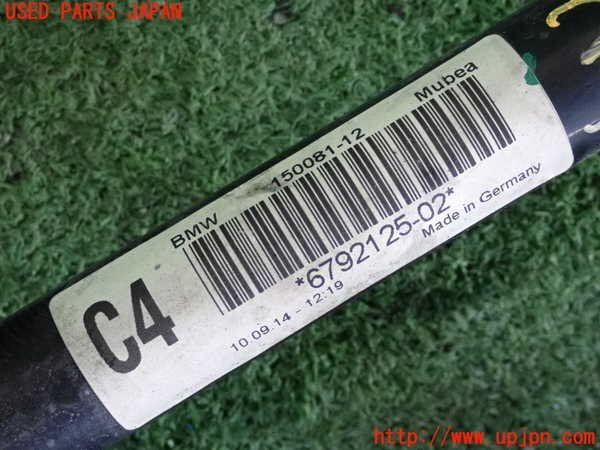 USED PARTS JAPAN
BMW 150081-12 Mubea
*6792125-02*
10.09.14 - 12:19 Made in Germany
C4
http://www.upjpn.com/